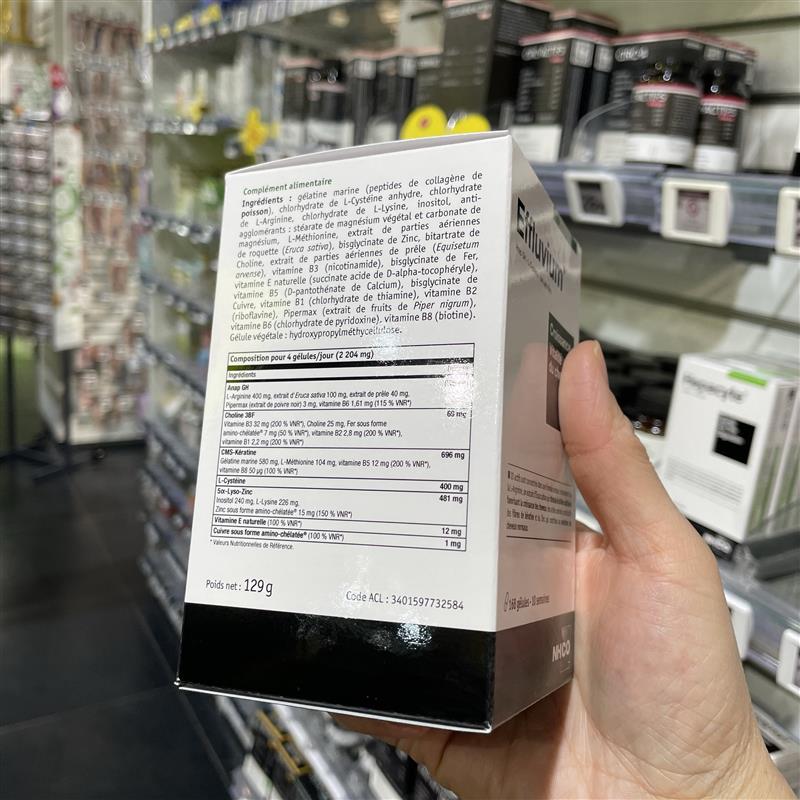 Complément alimentaire
Ingrédients : gélatine marine (peptides de collagène de
poisson), chlorhydrate de L-Cystéine anhydre, chlorhydrate
de L-Arginine, chlorhydrate de L-Lysine, inositol, anti-
agglomérants : stéarate de magnésium végétal et carbonate de
magnésium, L-Méthionine, extrait de parties aériennes
de roquette (Eruca sativa), bisglycinate de Zinc, bitartrate de
Choline, extrait de parties aériennes de prêle (Equisetum
arvense), vitamine B3 (nicotinamide), bisglycinate de Fer,
vitamine E naturelle (succinate acide de D-alpha-tocophéryle),
vitamine B5 (D-pantothénate de Calcium), bisglycinate de
Cuivre, vitamine B1 (chlorhydrate de thiamine), vitamine B2
(riboflavine), Pipermax (extrait de fruits de Piper nigrum),
vitamine B6 (chlorhydrate de pyridoxine), vitamine B8 (biotine).
Gélule végétale : hydroxypropylméthycellulose.
Composition pour 4 gélules/jour (2 204 mg)
Ingrédients
Anap GH
L-Arginine 400 mg, extrait d'Eruca sativa 100 mg, extrait de prêle 40 mg,
Pipermax (extrait de poivre noir) 3 mg, vitamine B6 1,61 mg (115 % VNR*)
Choline 3BF
Vitamine B3 32 mg (200 % VNR*), Choline 25 mg, Fer sous forme
amino-chélatée® 7 mg (50 % VNR*), vitamine B2 2,8 mg (200 % VNR*),
vitamine B1 2,2 mg (200 % VNR*)
CMS-Kératine 696 mg
Gélatine marine 580 mg, L-Méthionine 104 mg, vitamine B5 12 mg (200 % VNR*),
vitamine B8 50 µg (100 % VNR*)
L-Cystéine 400 mg
Six-Lyso-Zinc 481 mg
Inositol 240 mg, L-Lysine 226 mg,
Zinc sous forme amino-chélatée® 15 mg (150 % VNR*)
Vitamine E naturelle (100 % VNR*) 12 mg
Cuivre sous forme amino-chélatée® (100 % VNR*) 1 mg
* Valeurs Nutritionnelles de Référence.
Poids net : 129 g
Code ACL : 3401597732584
Effluvium
168 gélules - 10 semaines
NHCO